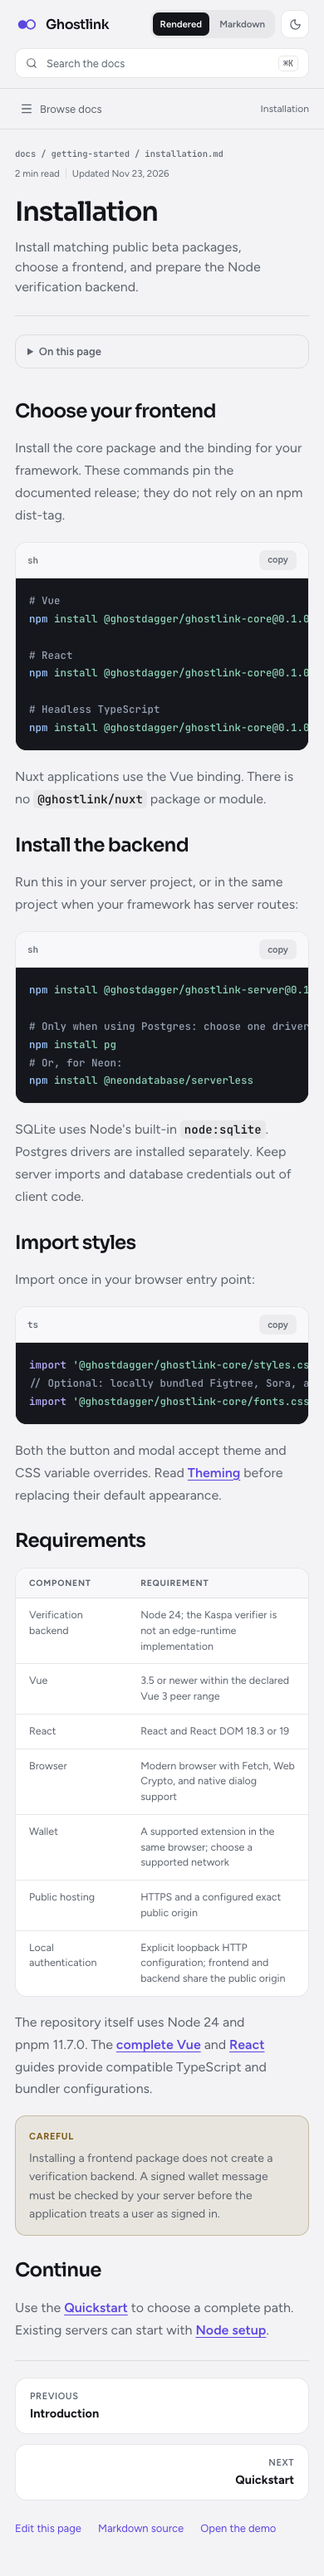 Ghostlink
Rendered
Markdown
Search the docs
⌘K
Browse docs
Installation
docs / getting-started / installation.md
2 min read
Updated Nov 23, 2026
Installation
Install matching public beta packages,
choose a frontend, and prepare the Node
verification backend.
On this page
Choose your frontend
Install the core package and the binding for your
framework. These commands pin the
documented release; they do not rely on an npm
dist-tag.
sh
copy
# Vue
npm install @ghostdagger/ghostlink-core@0.1.0
# React
npm install @ghostdagger/ghostlink-core@0.1.0
# Headless TypeScript
npm install @ghostdagger/ghostlink-core@0.1.0
Nuxt applications use the Vue binding. There is
no @ghostlink/nuxt package or module.
Install the backend
Run this in your server project, or in the same
project when your framework has server routes:
sh
copy
npm install @ghostdagger/ghostlink-server@0.1
# Only when using Postgres: choose one driver
npm install pg
# Or, for Neon:
npm install @neondatabase/serverless
SQLite uses Node's built-in node:sqlite.
Postgres drivers are installed separately. Keep
server imports and database credentials out of
client code.
Import styles
Import once in your browser entry point:
ts
copy
import '@ghostdagger/ghostlink-core/styles.cs
// Optional: locally bundled Figtree, Sora, a
import '@ghostdagger/ghostlink-core/fonts.css
Both the button and modal accept theme and
CSS variable overrides. Read Theming before
replacing their default appearance.
Requirements
COMPONENT
REQUIREMENT
Verification
backend
Node 24; the Kaspa verifier is
not an edge-runtime
implementation
Vue
3.5 or newer within the declared
Vue 3 peer range
React
React and React DOM 18.3 or 19
Browser
Modern browser with Fetch, Web
Crypto, and native dialog
support
Wallet
A supported extension in the
same browser; choose a
supported network
Public hosting
HTTPS and a configured exact
public origin
Local
authentication
Explicit loopback HTTP
configuration; frontend and
backend share the public origin
The repository itself uses Node 24 and
pnpm 11.7.0. The complete Vue and React
guides provide compatible TypeScript and
bundler configurations.
CAREFUL
Installing a frontend package does not create a
verification backend. A signed wallet message
must be checked by your server before the
application treats a user as signed in.
Continue
Use the Quickstart to choose a complete path.
Existing servers can start with Node setup.
PREVIOUS
Introduction
NEXT
Quickstart
Edit this page
Markdown source
Open the demo